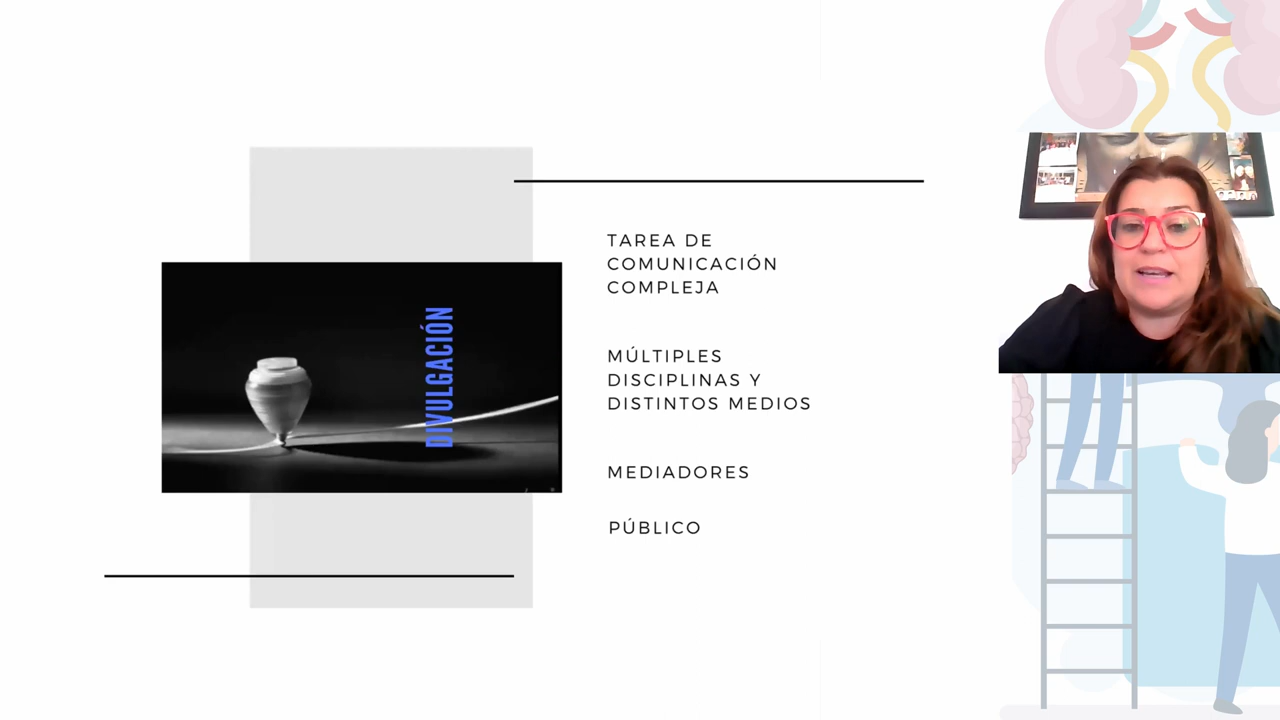 DIVULGACIÓN
TAREA DE
COMUNICACIÓN
COMPLEJA
MÚLTIPLES
DISCIPLINAS Y
DISTINTOS MEDIOS
MEDIADORES
PÚBLICO